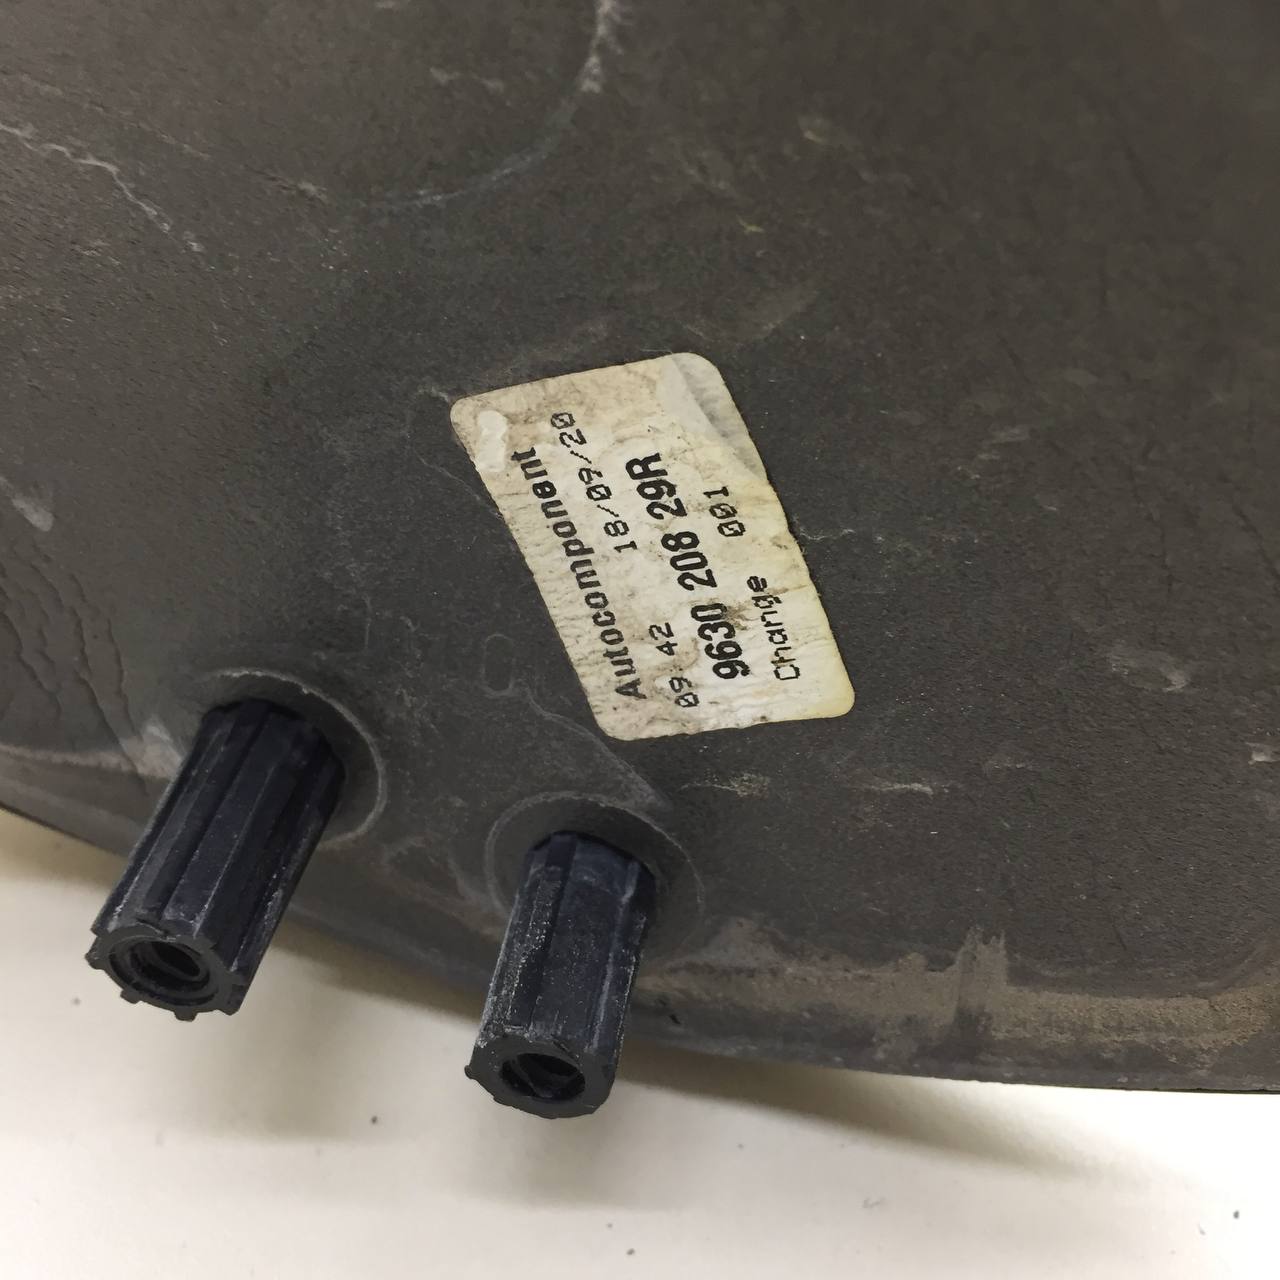 Autocomponent
09:42 18/09/20
9630 208 29R
Change 001